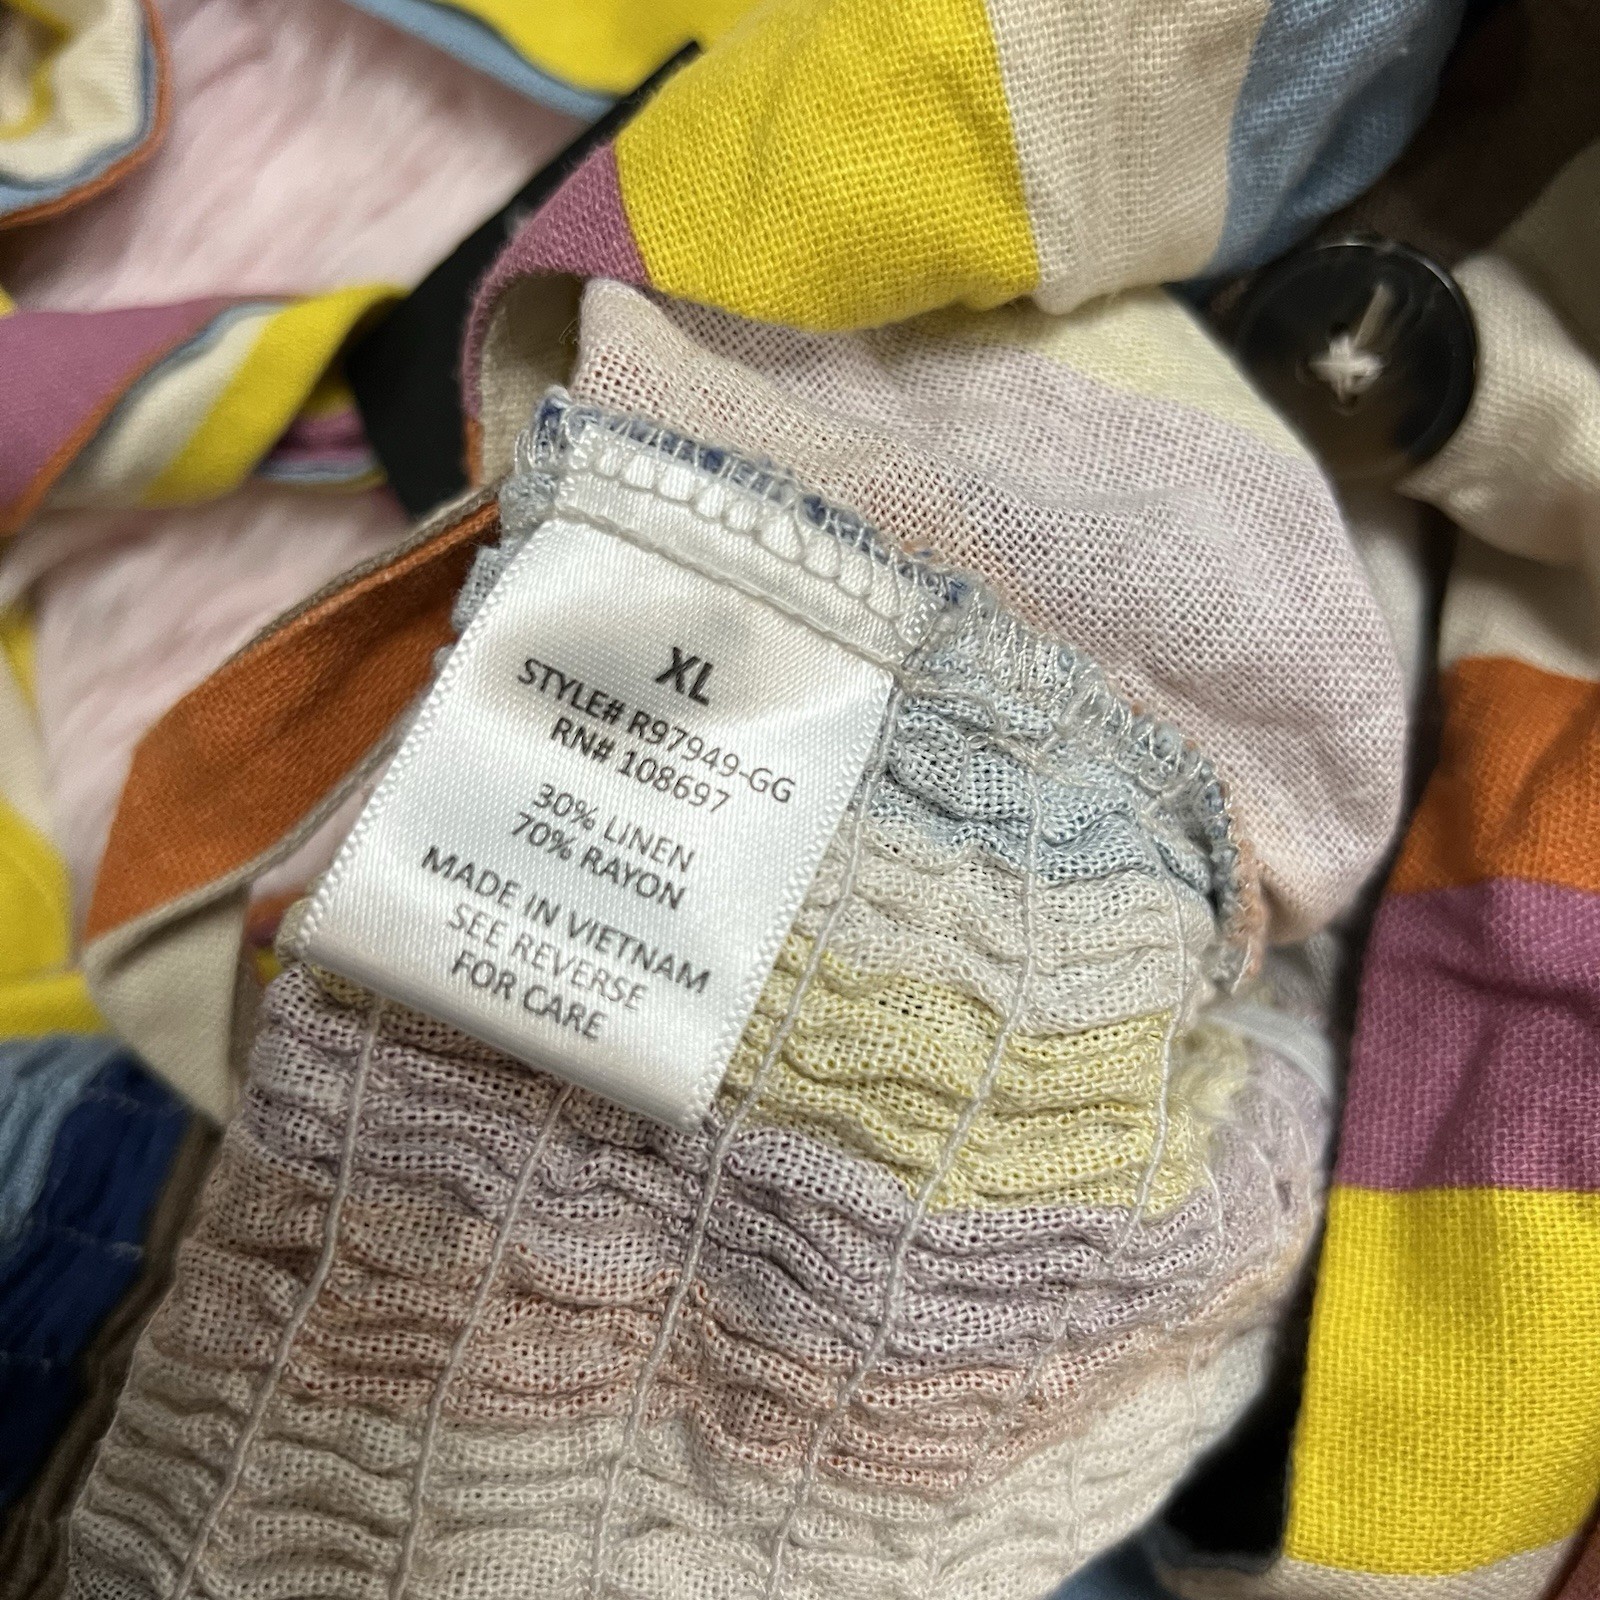 XL
STYLE# R97949-GG
RN# 108697
30% LINEN
70% RAYON
MADE IN VIETNAM
SEE REVERSE
FOR CARE